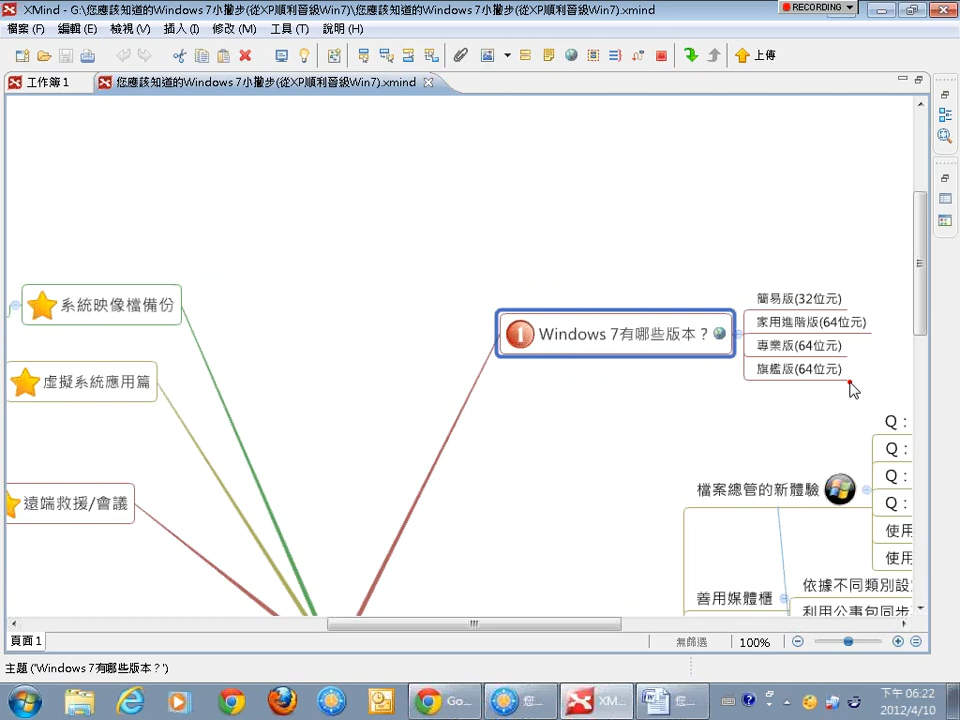 XMind - G:\您應該知道的Windows 7小撇步(從XP順利晉級Win7)\您應該知道的Windows 7小撇步(從XP順利晉級Win7).xmind
RECORDING
檔案 (F) 編輯 (E) 檢視 (V) 插入 (I) 修改 (M) 工具 (T) 說明 (H)
上傳
工作簿 1
您應該知道的Windows 7小撇步(從XP順利晉級Win7).xmind
系統映像檔備份
虛擬系統應用篇
遠端救援/會議
1 Windows 7有哪些版本？
簡易版(32位元)
家用進階版(64位元)
專業版(64位元)
旗艦版(64位元)
Q：
Q：
檔案總管的新體驗
Q：
Q：
使用
使用
善用媒體櫃
依據不同類別設
利用公事包同步
頁面 1
無篩選
100%
主題 ('Windows 7有哪些版本？')
Go...
您...
XM...
您...
下午 06:22
2012/4/10